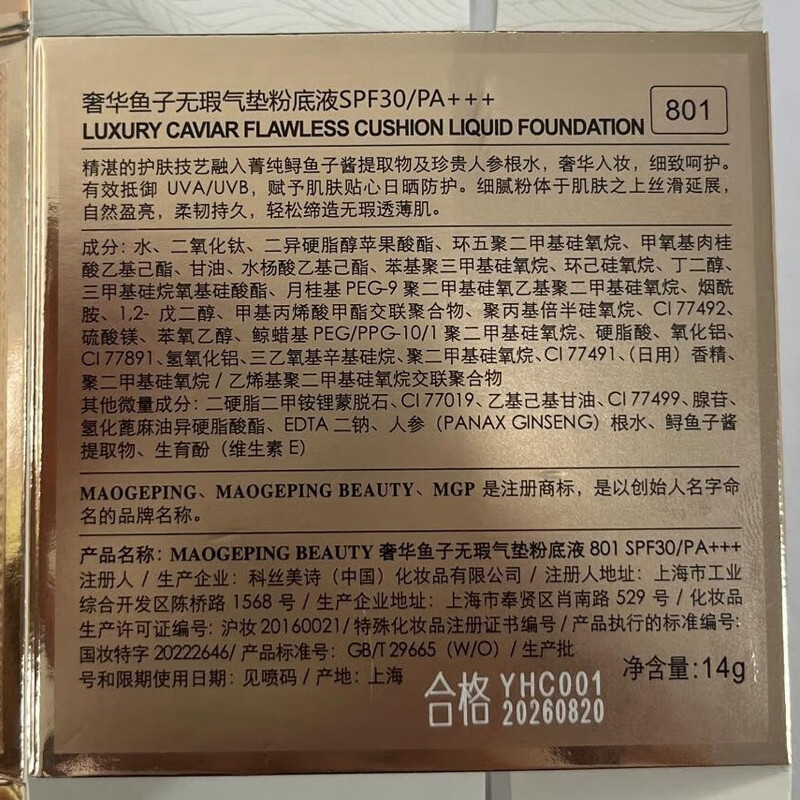 奢华鱼子无瑕气垫粉底液SPF30/PA+++
LUXURY CAVIAR FLAWLESS CUSHION LIQUID FOUNDATION
801
精湛的护肤技艺融入菁纯鲟鱼子酱提取物及珍贵人参根水，奢华入妆，细致呵护。
有效抵御 UVA/UVB，赋予肌肤贴心日晒防护。细腻粉体于肌肤之上丝滑延展，
自然盈亮，柔韧持久，轻松缔造无瑕透薄肌。
成分：水、二氧化钛、二异硬脂醇苹果酸酯、环五聚二甲基硅氧烷、甲氧基肉桂
酸乙基己酯、甘油、水杨酸乙基己酯、苯基聚三甲基硅氧烷、环己硅氧烷、丁二醇、
三甲基硅烷氧基硅酸酯、月桂基 PEG-9 聚二甲基硅氧乙基聚二甲基硅氧烷、烟酰
胺、1,2- 戊二醇、甲基丙烯酸甲酯交联聚合物、聚丙基倍半硅氧烷、CI 77492、
硫酸镁、苯氧乙醇、鲸蜡基 PEG/PPG-10/1 聚二甲基硅氧烷、硬脂酸、氧化铝、
CI 77891、氢氧化铝、三乙氧基辛基硅烷、聚二甲基硅氧烷、CI 77491、（日用）香精、
聚二甲基硅氧烷 / 乙烯基聚二甲基硅氧烷交联聚合物
其他微量成分：二硬脂二甲铵锂蒙脱石、CI 77019、乙基己基甘油、CI 77499、腺苷、
氢化蓖麻油异硬脂酸酯、EDTA 二钠、人参（PANAX GINSENG）根水、鲟鱼子酱
提取物、生育酚（维生素 E）
MAOGEPING、MAOGEPING BEAUTY、MGP 是注册商标，是以创始人名字命
名的品牌名称。
产品名称：MAOGEPING BEAUTY 奢华鱼子无瑕气垫粉底液 801 SPF30/PA+++
注册人 / 生产企业：科丝美诗（中国）化妆品有限公司 / 注册人地址：上海市工业
综合开发区陈桥路 1568 号 / 生产企业地址：上海市奉贤区肖南路 529 号 / 化妆品
生产许可证编号：沪妆 20160021/ 特殊化妆品注册证书编号 / 产品执行的标准编号：
国妆特字 20222646/ 产品标准号：GB/T 29665（W/O）/ 生产批
号和限期使用日期：见喷码 / 产地：上海
净含量:14g
合格 YHC001
20260820